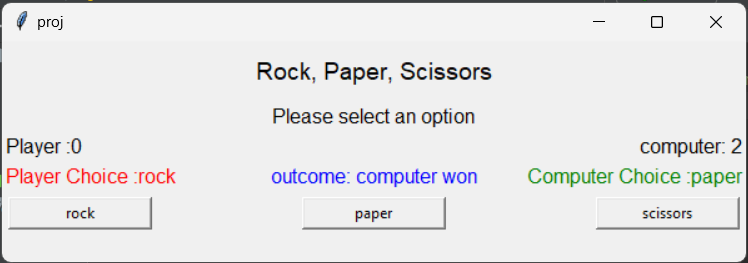 proj
Rock, Paper, Scissors
Please select an option
Player :0 computer: 2
Player Choice :rock outcome: computer won Computer Choice :paper
rock paper scissors